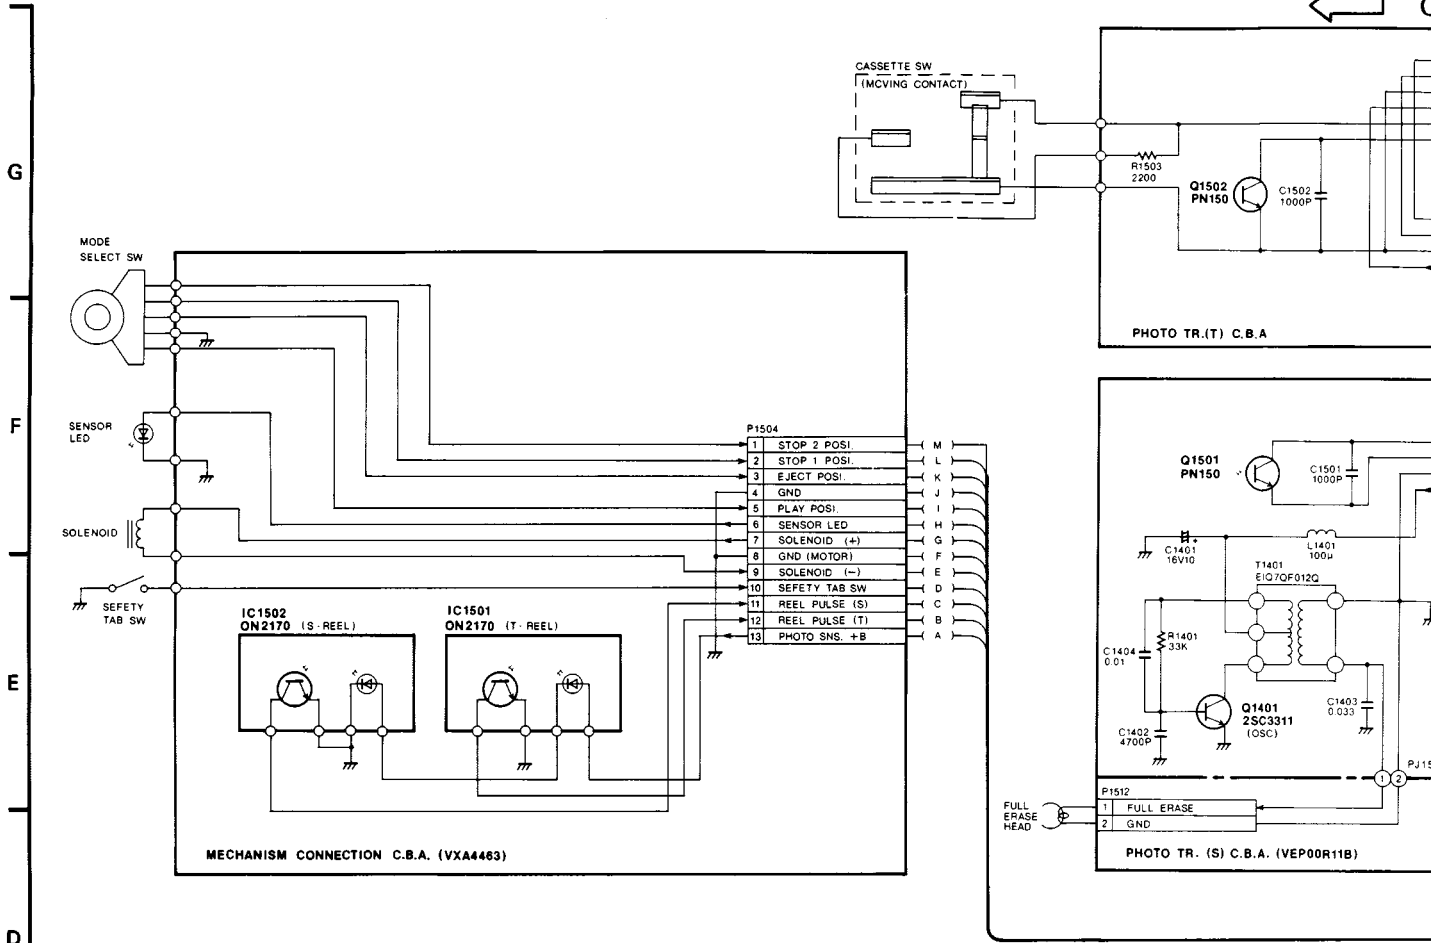 CASSETTE SW
(MCVING CONTACT)
G
R1503
2200
Q1502
PN150
C1502
1000P
MODE
SELECT SW
PHOTO TR.(T) C.B.A
F
SENSOR
LED
P1504
1 STOP 2 POSI. ( M )
2 STOP 1 POSI. ( L )
3 EJECT POSI. ( K )
4 GND ( J )
5 PLAY POSI. ( I )
6 SENSOR LED ( H )
7 SOLENOID (+) ( G )
8 GND (MOTOR) ( F )
9 SOLENOID (−) ( E )
10 SEFETY TAB SW ( D )
11 REEL PULSE (S) ( C )
12 REEL PULSE (T) ( B )
13 PHOTO SNS. +B ( A )
Q1501
PN150
C1501
1000P
SOLENOID
C1401
16V10
+
L1401
100μ
T1401
EIQ7QF012Q
SEFETY
TAB SW
IC1502
ON2170 (S-REEL)
IC1501
ON2170 (T-REEL)
R1401
33K
C1404
0.01
E
Q1401
2SC3311
(OSC)
C1403
0.033
C1402
4700P
1 2
PJ15
P1512
FULL
ERASE
HEAD
1 FULL ERASE
2 GND
MECHANISM CONNECTION C.B.A. (VXA4463)
PHOTO TR. (S) C.B.A. (VEP00R11B)
D